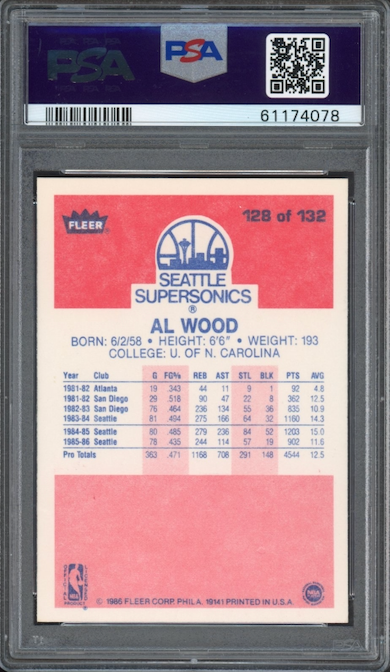 PSA
PSA
61174078
FLEER
128 of 132
SEATTLE
SUPERSONICS
®
AL WOOD
BORN: 6/2/58 • HEIGHT: 6'6" • WEIGHT: 193
COLLEGE: U. OF N. CAROLINA
Year Club G FG% REB AST STL BLK PTS AVG
1981-82 Atlanta 19 .343 44 11 9 1 92 4.8
1981-82 San Diego 29 .518 90 47 22 8 362 12.5
1982-83 San Diego 76 .464 236 134 55 36 835 10.9
1983-84 Seattle 81 .494 275 166 64 32 1160 14.3
1984-85 Seattle 80 .485 279 236 84 52 1203 15.0
1985-86 Seattle 78 .435 244 114 57 19 902 11.6
Pro Totals 363 .471 1168 708 291 148 4544 12.5
NBA
PRODUCT
© 1986 FLEER CORP. PHILA. 19141 PRINTED IN U.S.A.